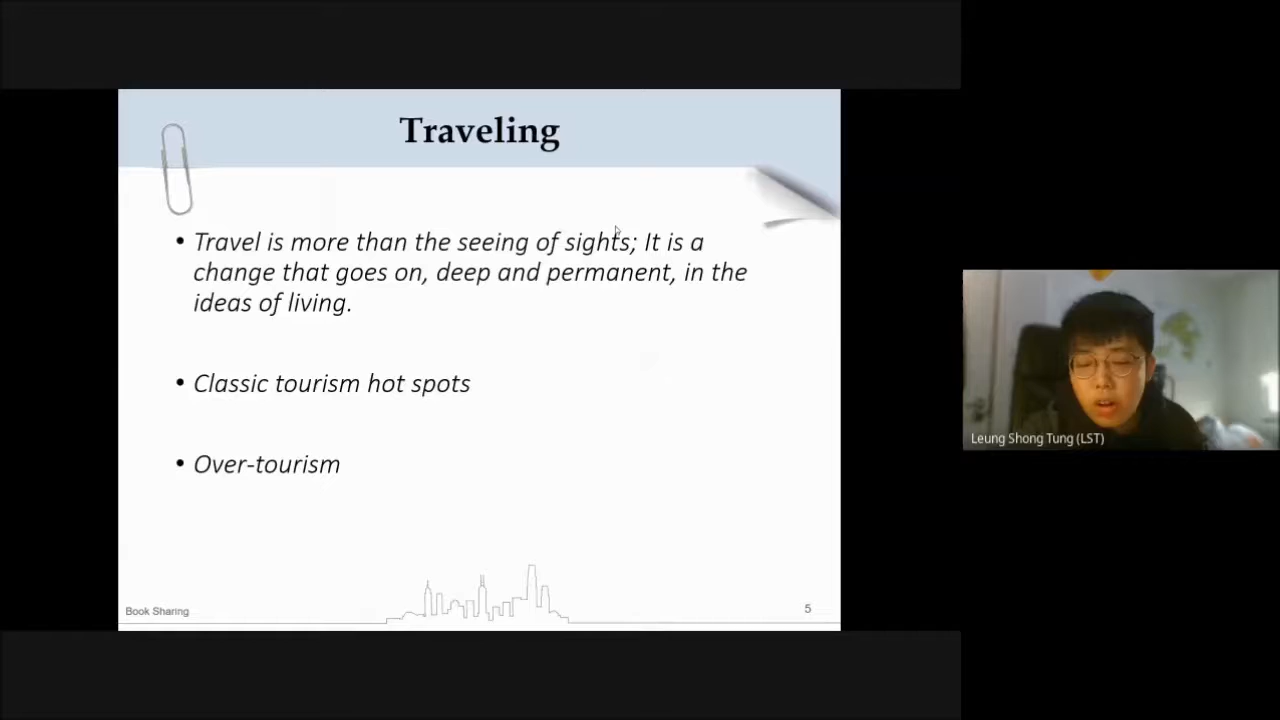 Traveling
• Travel is more than the seeing of sights; It is a
change that goes on, deep and permanent, in the
ideas of living.
• Classic tourism hot spots
• Over-tourism
Book Sharing
5
Leung Shong Tung (LST)